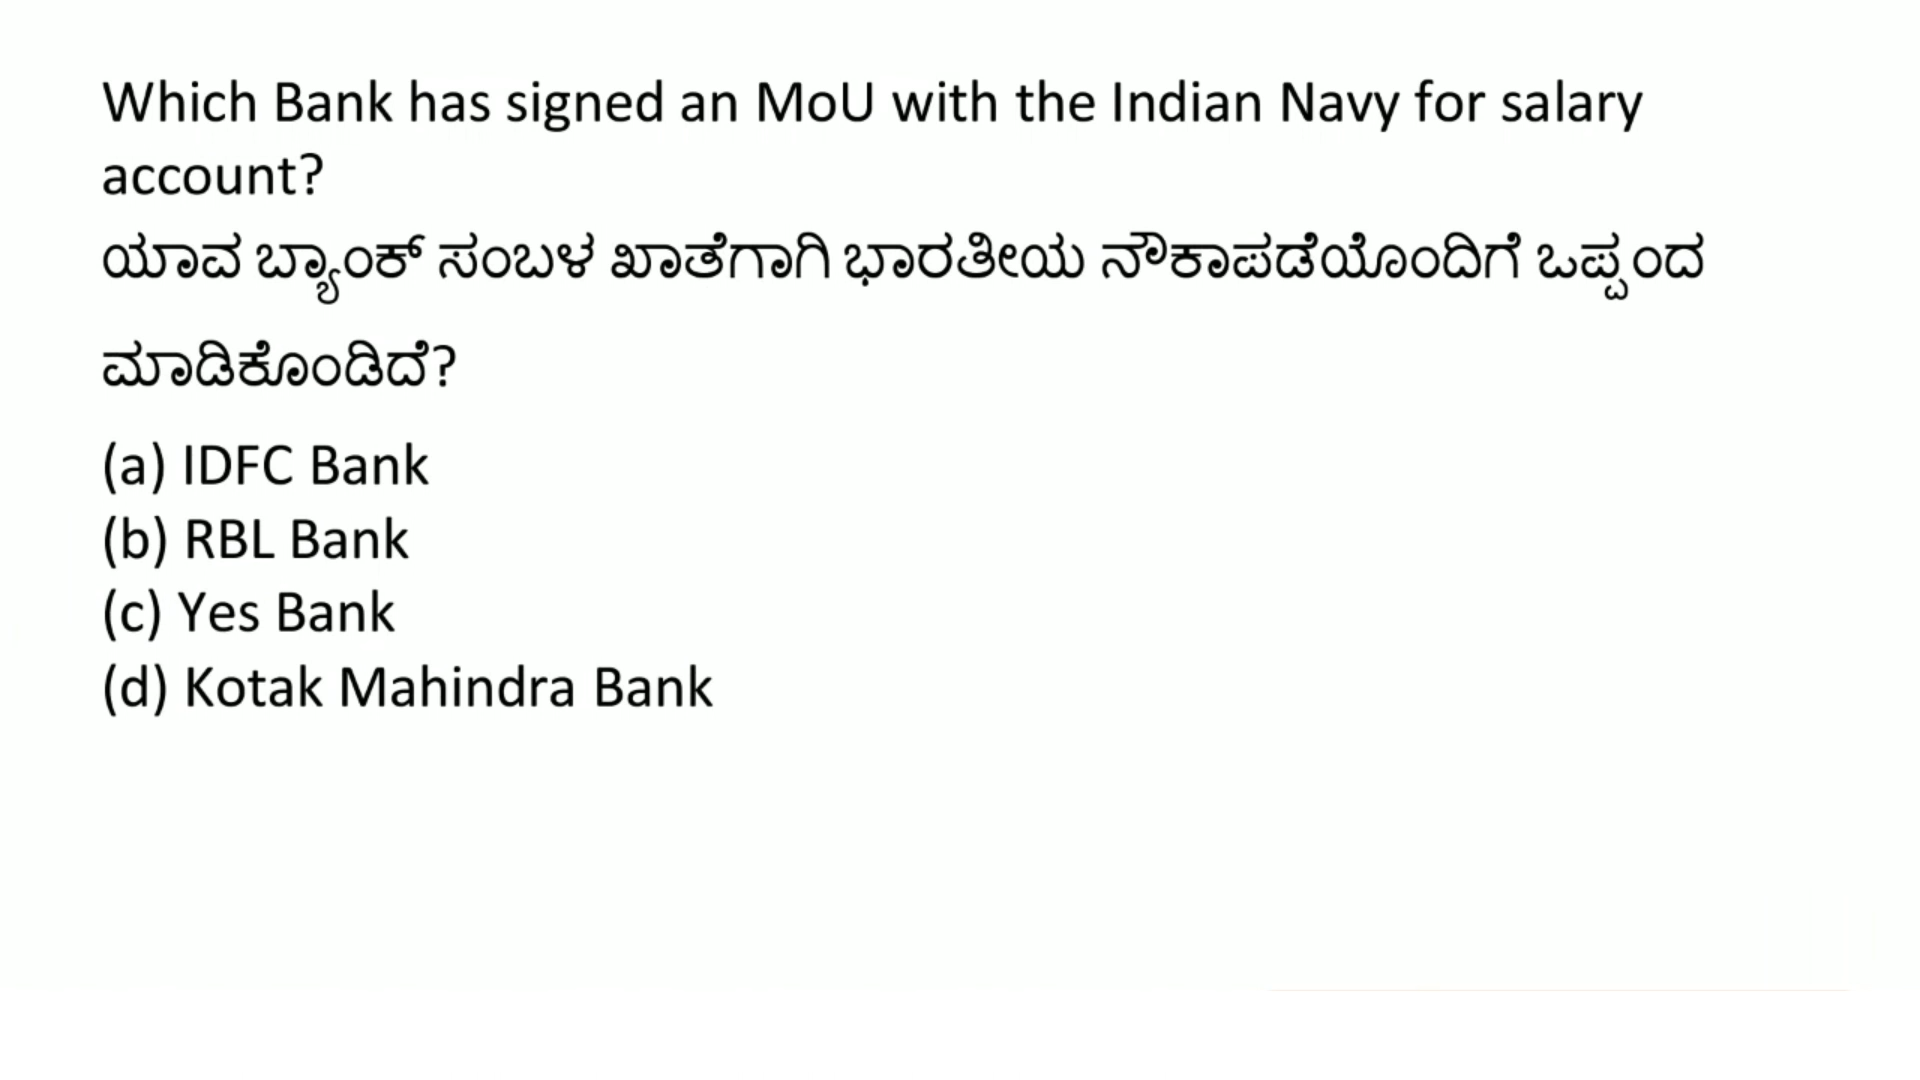 Which Bank has signed an MoU with the Indian Navy for salary
account?
ಯಾವ ಬ್ಯಾಂಕ್ ಸಂಬಳ ಖಾತೆಗಾಗಿ ಭಾರತೀಯ ನೌಕಾಪಡೆಯೊಂದಿಗೆ ಒಪ್ಪಂದ
ಮಾಡಿಕೊಂಡಿದೆ?
(a) IDFC Bank
(b) RBL Bank
(c) Yes Bank
(d) Kotak Mahindra Bank